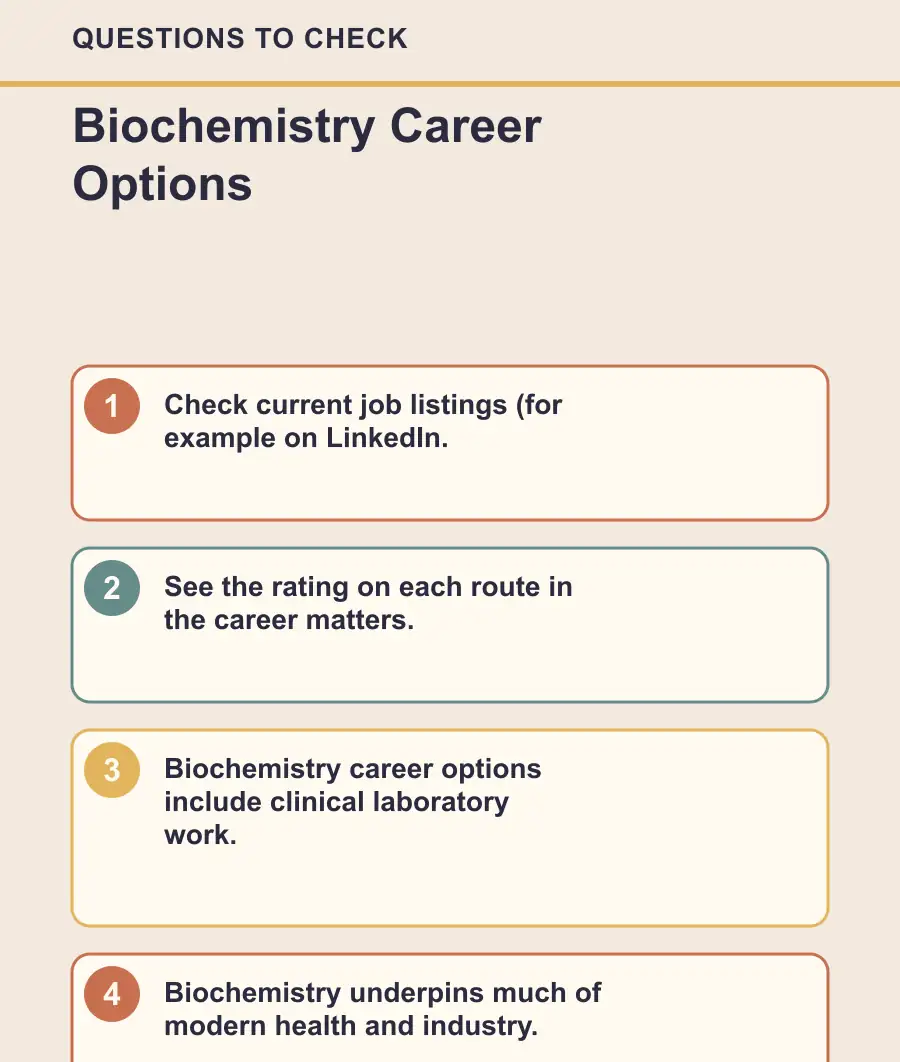 QUESTIONS TO CHECK
Biochemistry Career
Options
1
Check current job listings (for
example on LinkedIn.
2
See the rating on each route in
the career matters.
3
Biochemistry career options
include clinical laboratory
work.
4
Biochemistry underpins much of
modern health and industry.